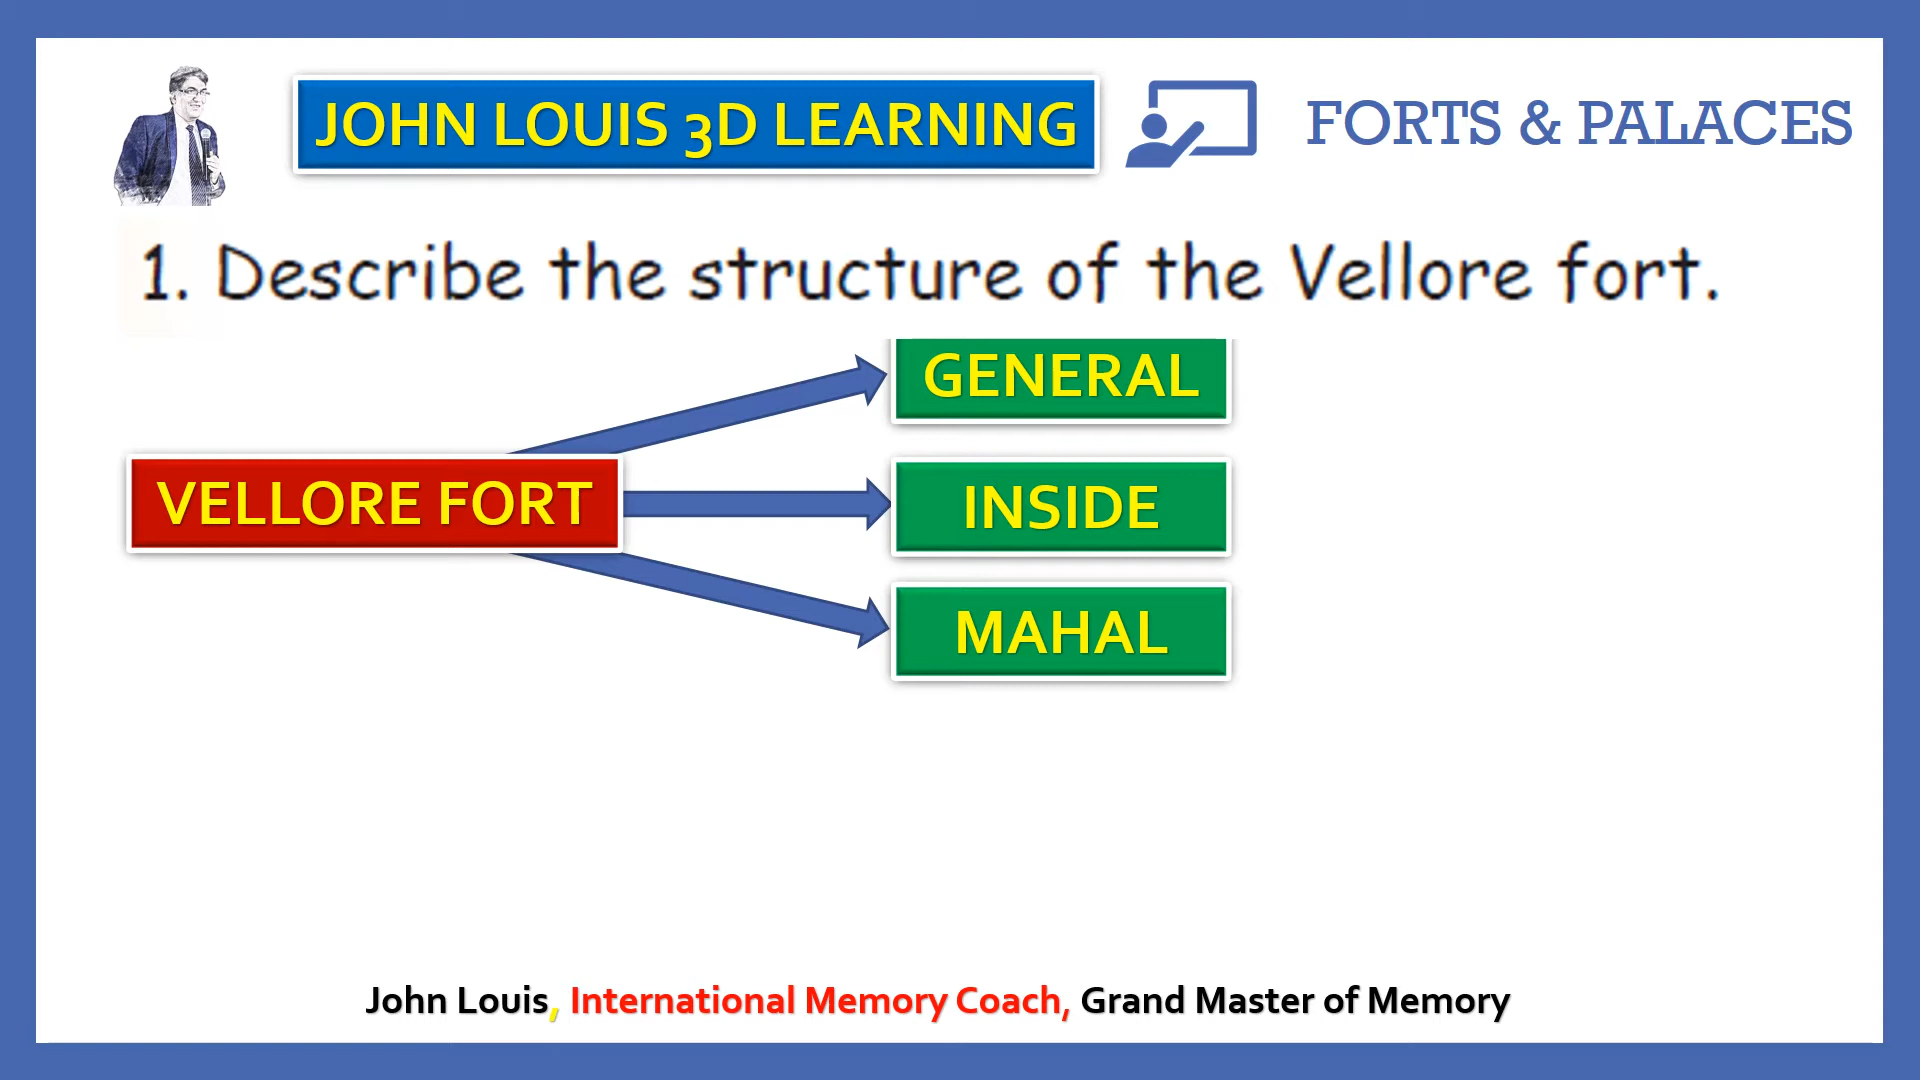 JOHN LOUIS 3D LEARNING
FORTS & PALACES
1. Describe the structure of the Vellore fort.
GENERAL
VELLORE FORT
INSIDE
MAHAL
John Louis, International Memory Coach, Grand Master of Memory